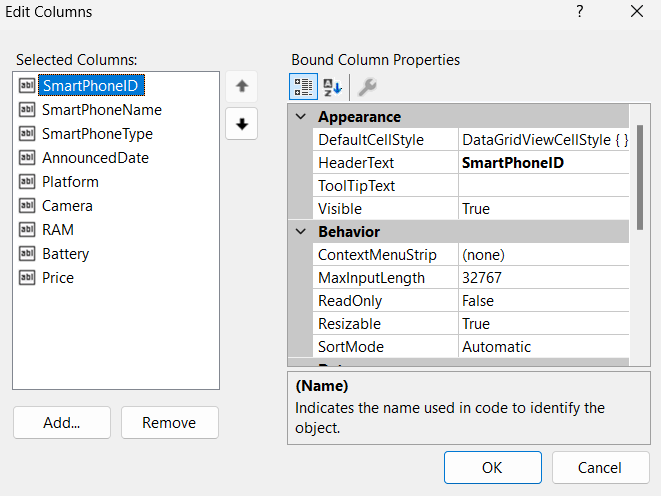 Edit Columns
?
Selected Columns:
abl SmartPhoneID
abl SmartPhoneName
abl SmartPhoneType
abl AnnouncedDate
abl Platform
abl Camera
abl RAM
abl Battery
abl Price
Add...
Remove
Bound Column Properties
A
Z
Appearance
DefaultCellStyle DataGridViewCellStyle { }
HeaderText SmartPhoneID
ToolTipText
Visible True
Behavior
ContextMenuStrip (none)
MaxInputLength 32767
ReadOnly False
Resizable True
SortMode Automatic
(Name)
Indicates the name used in code to identify the
object.
OK
Cancel